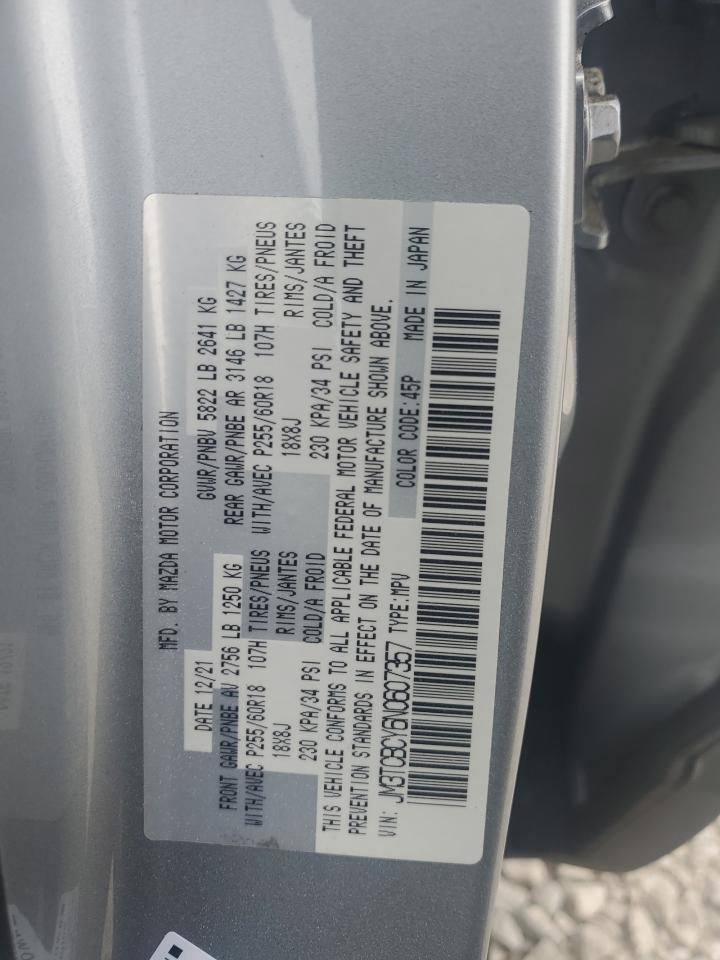 MFD. BY MAZDA MOTOR CORPORATION
DATE 12/21 GVWR/PNBV 5822 LB 2641 KG
FRONT GAWR/PNBE AV 2756 LB 1250 KG REAR GAWR/PNBE AR 3146 LB 1427 KG
WITH/AVEC P255/60R18 107H TIRES/PNEUS WITH/AVEC P255/60R18 107H TIRES/PNEUS
18X8J RIMS/JANTES 18X8J RIMS/JANTES
230 KPA/34 PSI COLD/A FROID 230 KPA/34 PSI COLD/A FROID
THIS VEHICLE CONFORMS TO ALL APPLICABLE FEDERAL MOTOR VEHICLE SAFETY AND THEFT
PREVENTION STANDARDS IN EFFECT ON THE DATE OF MANUFACTURE SHOWN ABOVE.
VIN: JM3TCBCY6N0607357 TYPE:MPV COLOR CODE:45P MADE IN JAPAN